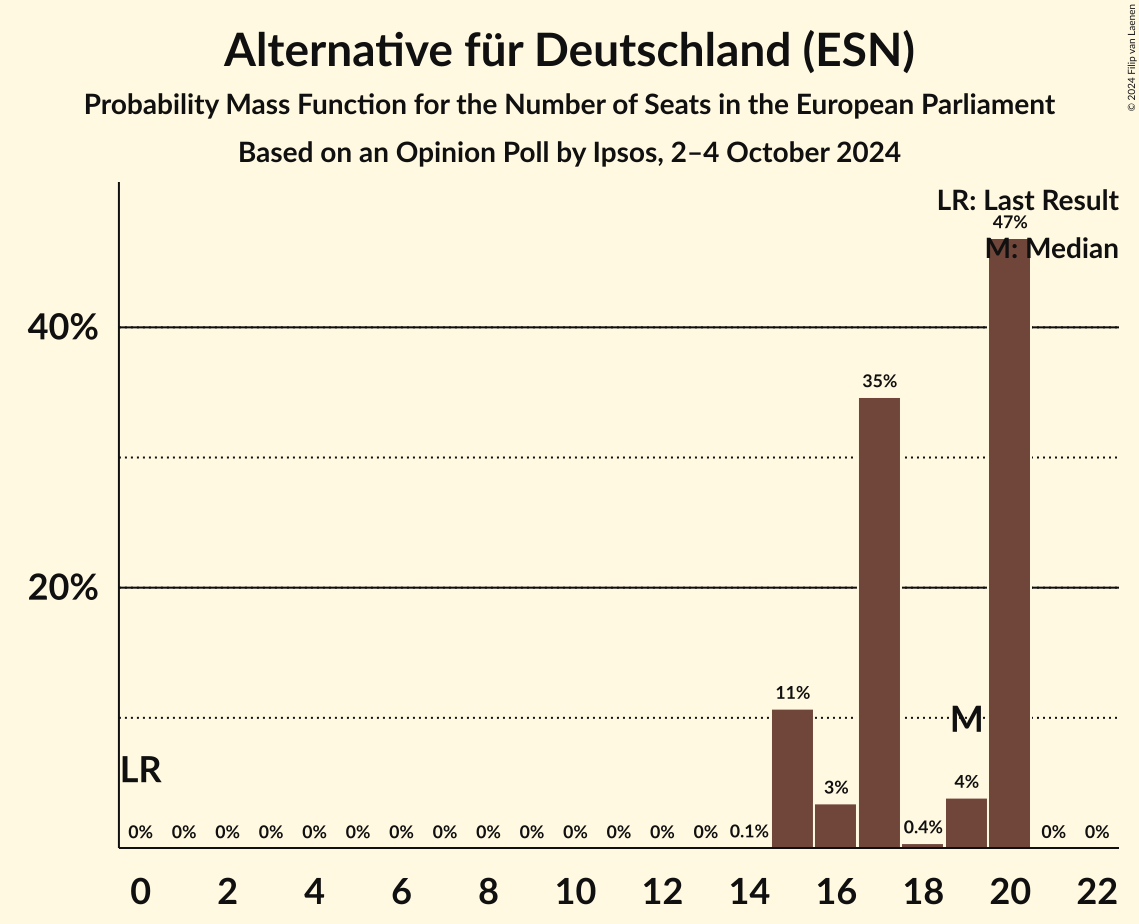 Alternative für Deutschland (ESN)
Probability Mass Function for the Number of Seats in the European Parliament
Based on an Opinion Poll by Ipsos, 2–4 October 2024
© 2024 Filip van Laenen
LR: Last Result
M: Median
47%
40%
35%
20%
11%
M
LR
4%
3%
0% 0% 0% 0% 0% 0% 0% 0% 0% 0% 0% 0% 0% 0% 0.1% 0.4% 0% 0%
0 2 4 6 8 10 12 14 16 18 20 22